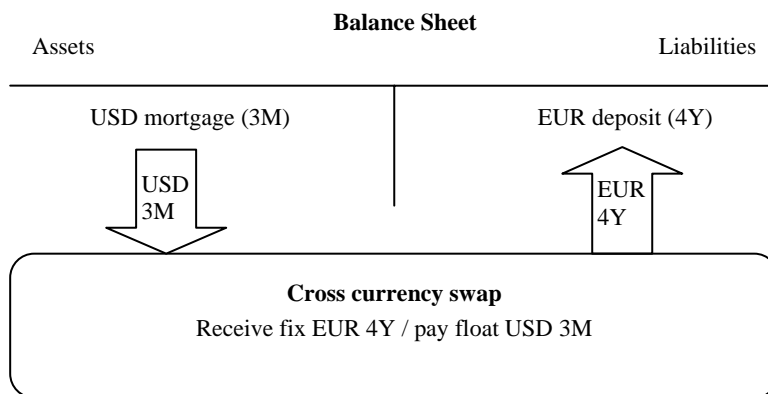 Balance Sheet
Assets
Liabilities
USD mortgage (3M)
EUR deposit (4Y)
USD
3M
EUR
4Y
Cross currency swap
Receive fix EUR 4Y / pay float USD 3M